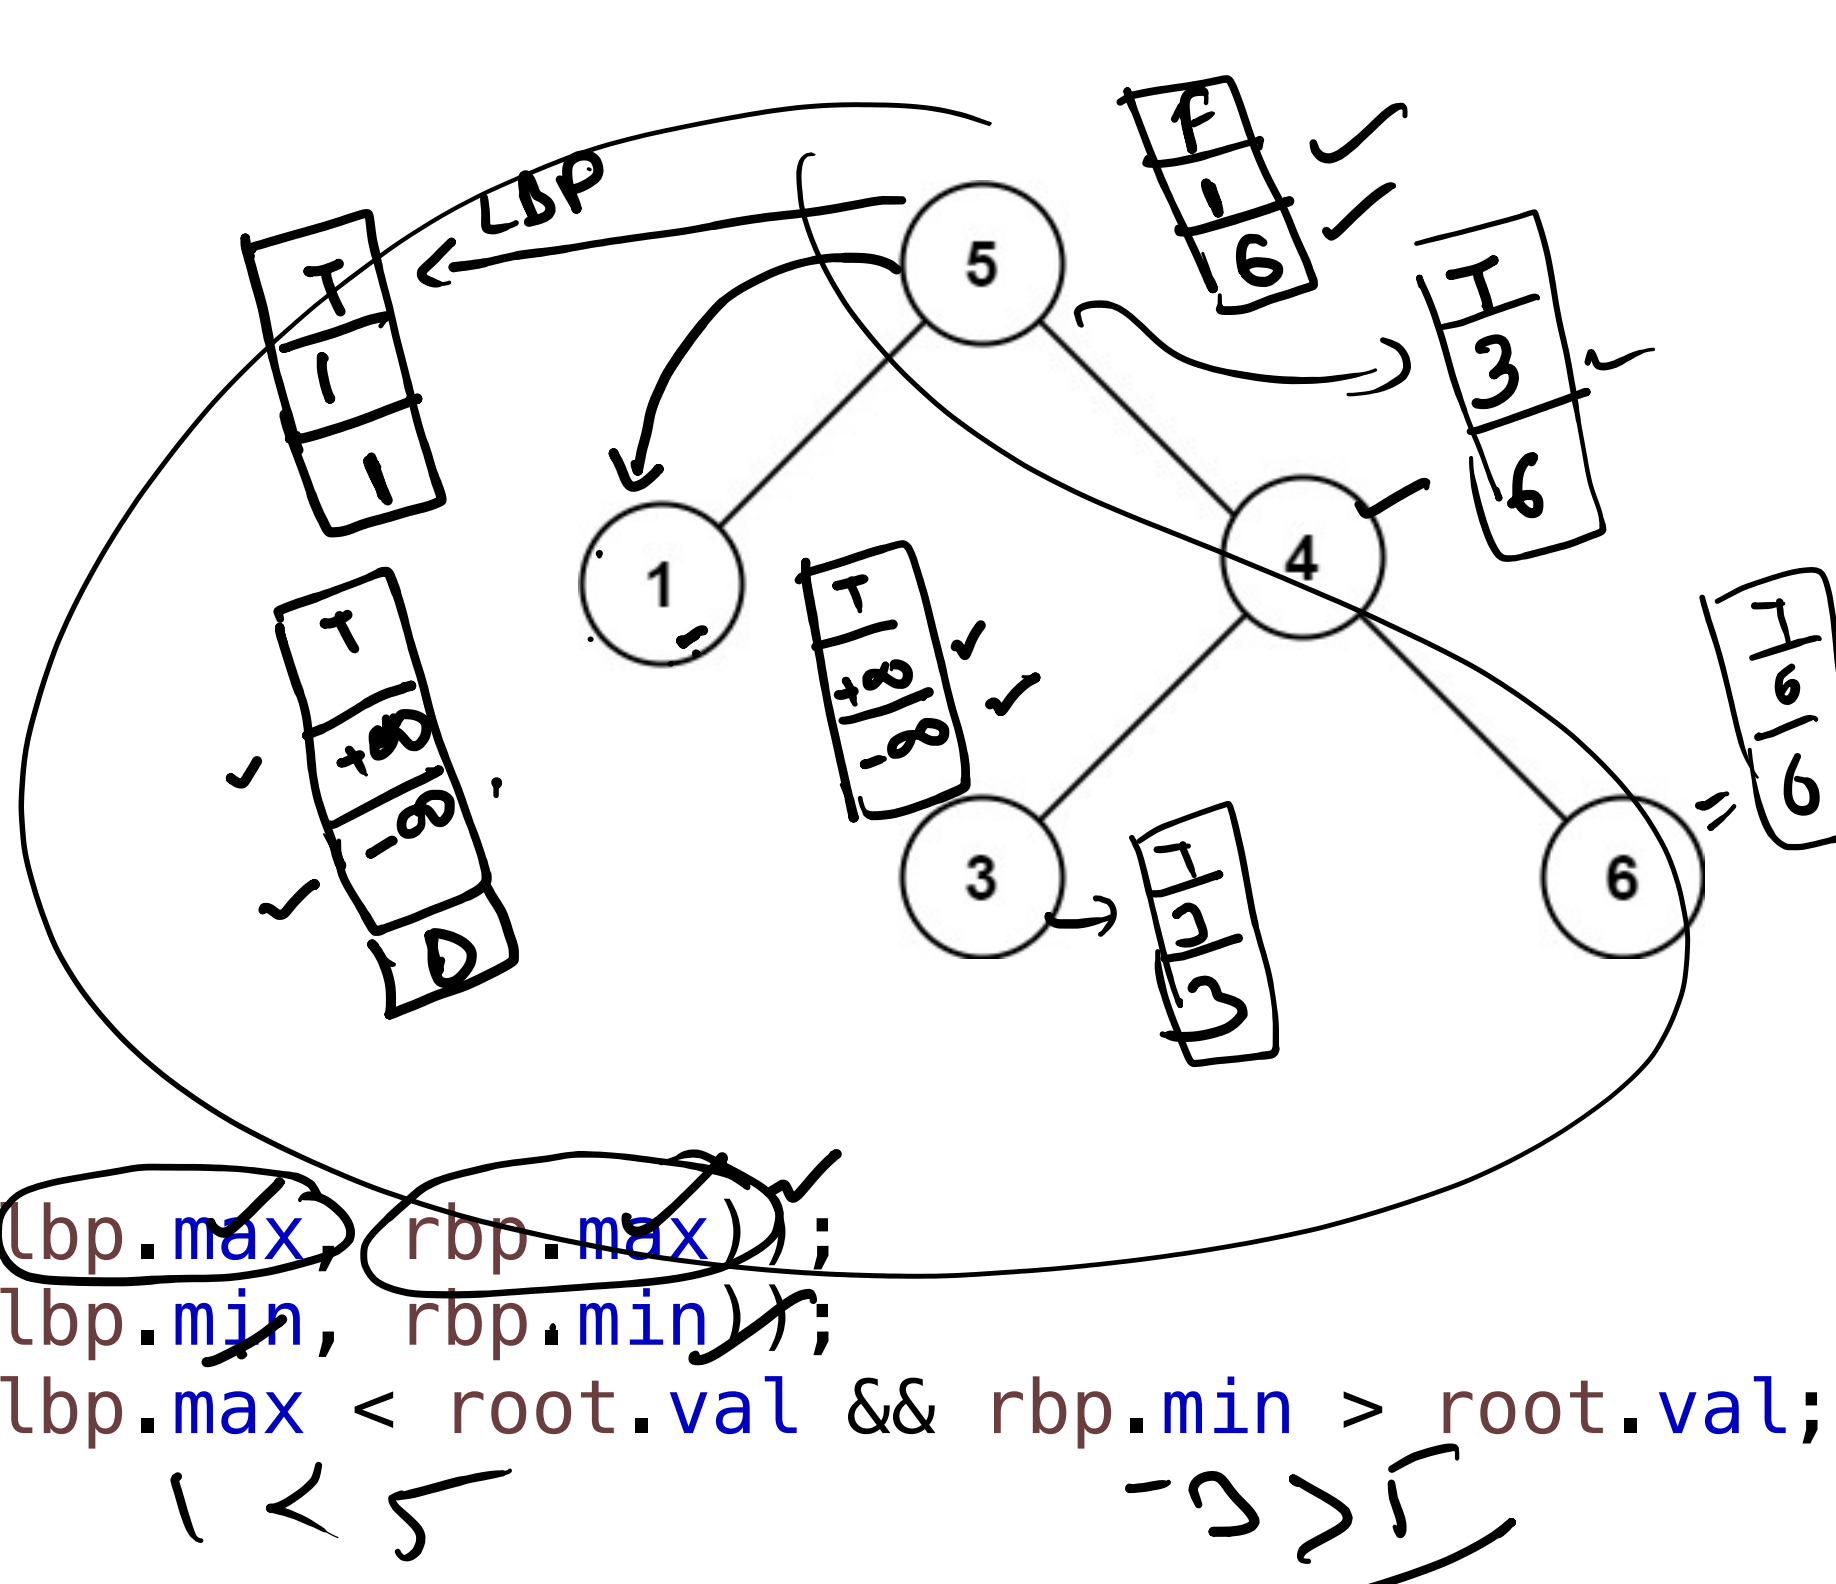 F
1
6
LBP
5
T
1
1
T
3
6
1
4
T
+∞
-∞
0
T
+∞
-∞
T
6
6
3
6
T
3
3
lbp.max, rbp.max));
lbp.min, rbp.min));
lbp.max < root.val && rbp.min > root.val;
1 < 5
3 > 5